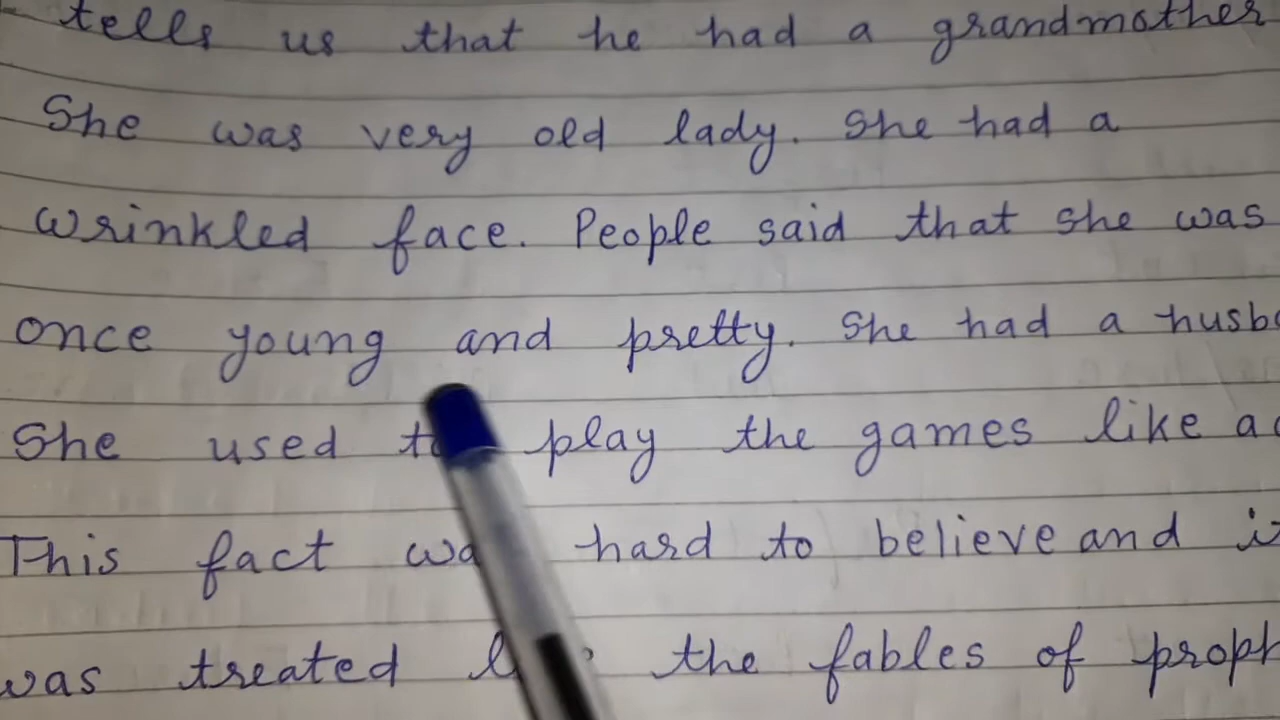 tells us that he had a grandmother
She was very old lady. She had a
wrinkled face. People said that she was
once young and pretty. She had a
She used to play the games like
This fact hard to believe and
was treated the fables of